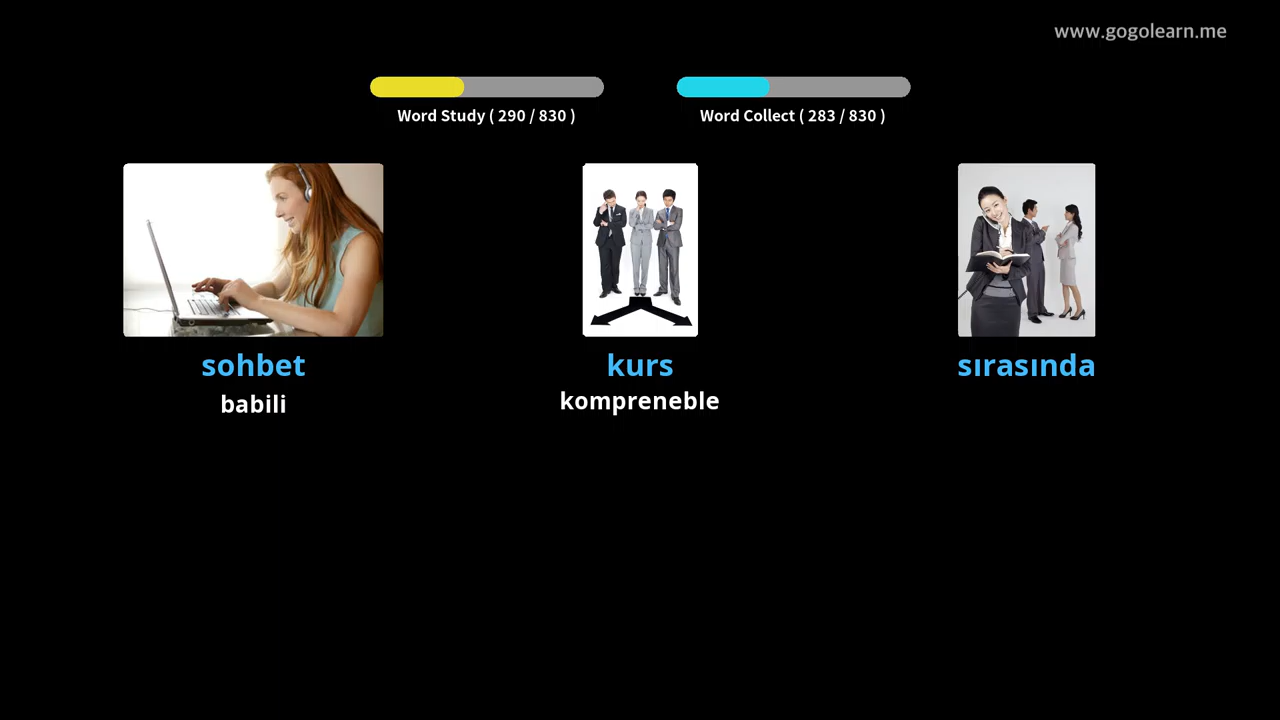 www.gogolearn.me
Word Study ( 290 / 830 )
Word Collect ( 283 / 830 )
sohbet
kurs
sırasında
babili
kompreneble